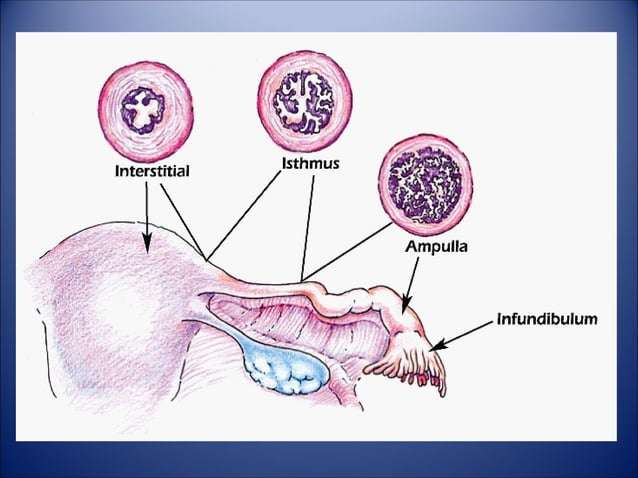 Interstitial
Isthmus
Ampulla
Infundibulum